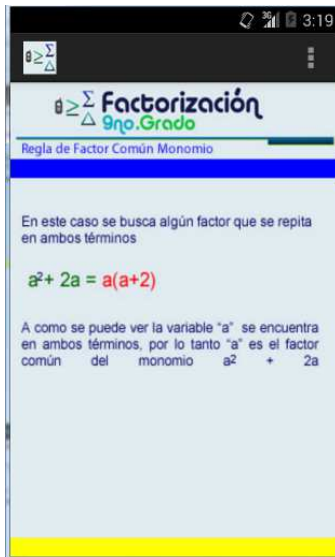 3G 3:19
Factorización
9no.Grado
Regla de Factor Común Monomio
En este caso se busca algún factor que se repita
en ambos términos
a²+ 2a = a(a+2)
A como se puede ver la variable "a" se encuentra
en ambos términos, por lo tanto "a" es el factor
común del monomio a² + 2a